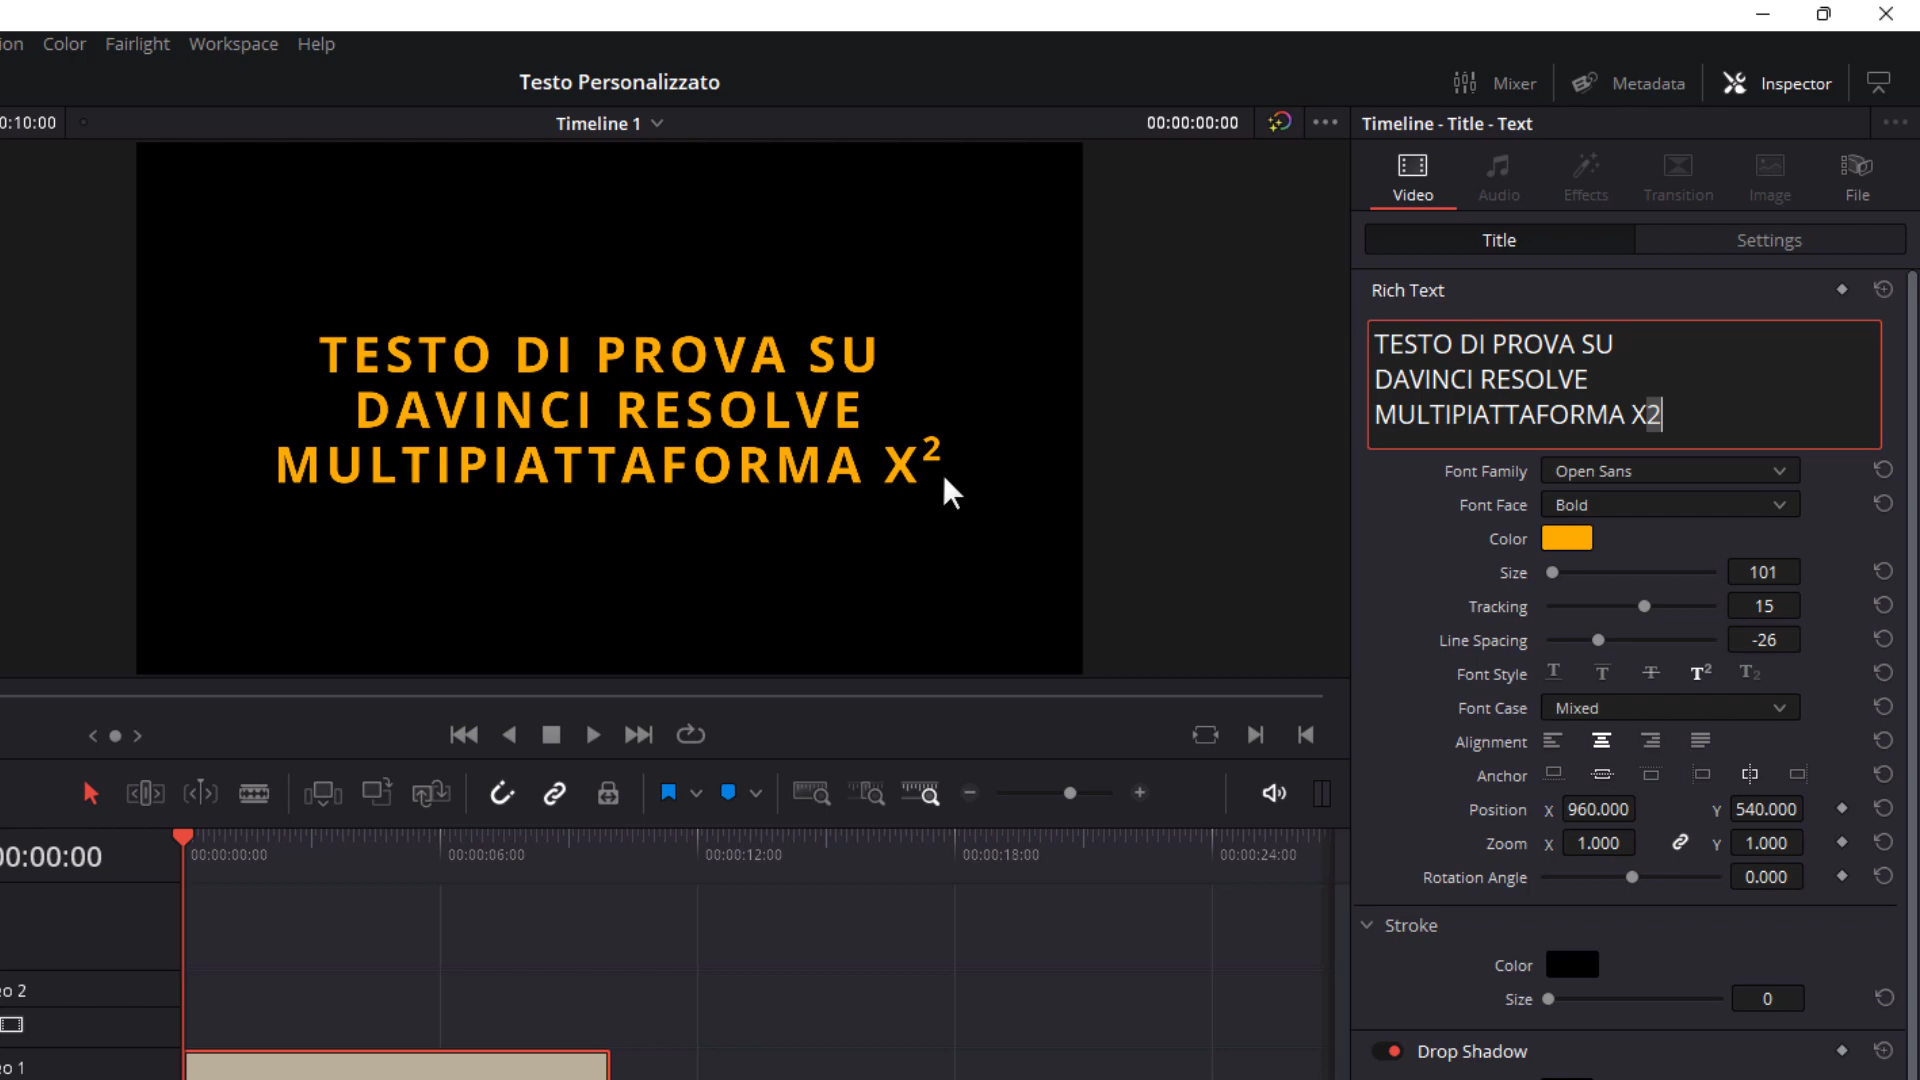 Color Fairlight Workspace Help
Testo Personalizzato
Mixer Metadata Inspector
0:10:00 Timeline 1 00:00:00:00 Timeline - Title - Text
Video Audio Effects Transition Image File
Title Settings
Rich Text
TESTO DI PROVA SU
DAVINCI RESOLVE
MULTIPIATTAFORMA X²
TESTO DI PROVA SU
DAVINCI RESOLVE
MULTIPIATTAFORMA X2
Font Family Open Sans
Font Face Bold
Color
Size 101
Tracking 15
Line Spacing -26
Font Style T T T T² T₂
Font Case Mixed
Alignment
Anchor
Position X 960.000 Y 540.000
Zoom X 1.000 Y 1.000
Rotation Angle 0.000
Stroke
Color
Size 0
Drop Shadow
00:00:00 00:00:00:00 00:00:06:00 00:00:12:00 00:00:18:00 00:00:24:00
eo 2
eo 1